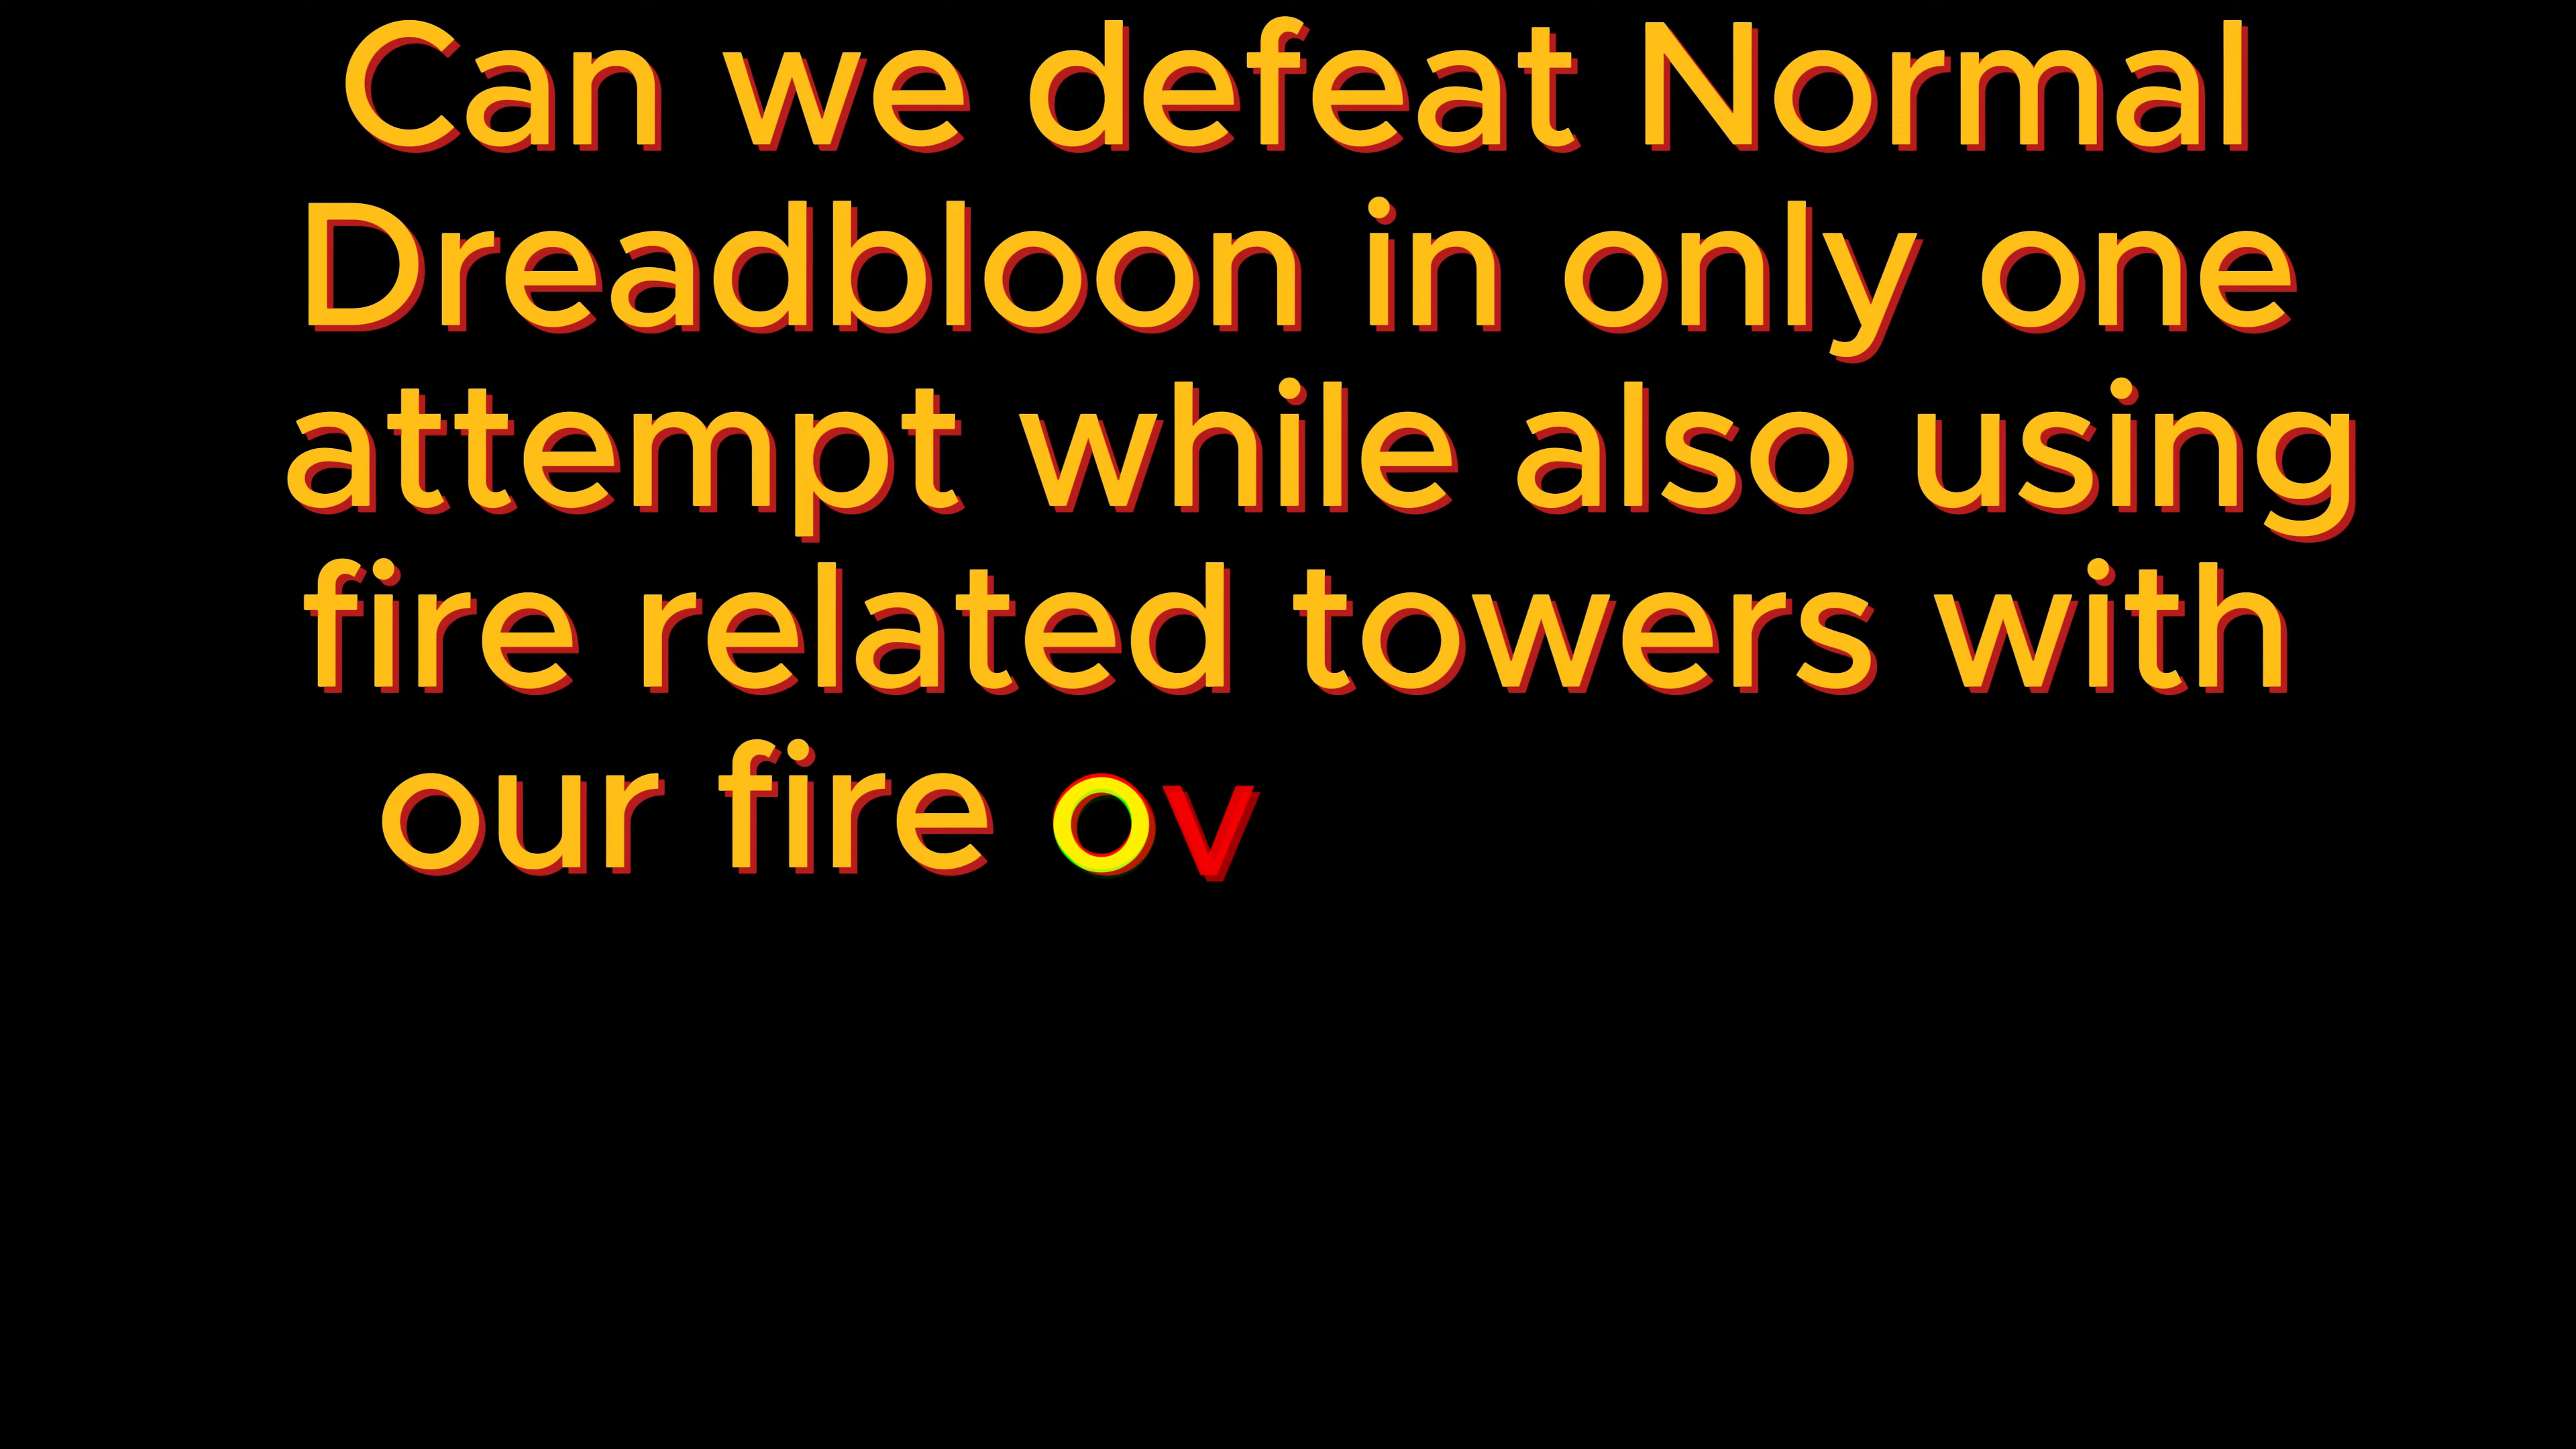 Can we defeat Normal
Dreadbloon in only one
attempt while also using
fire related towers with
our fire ov